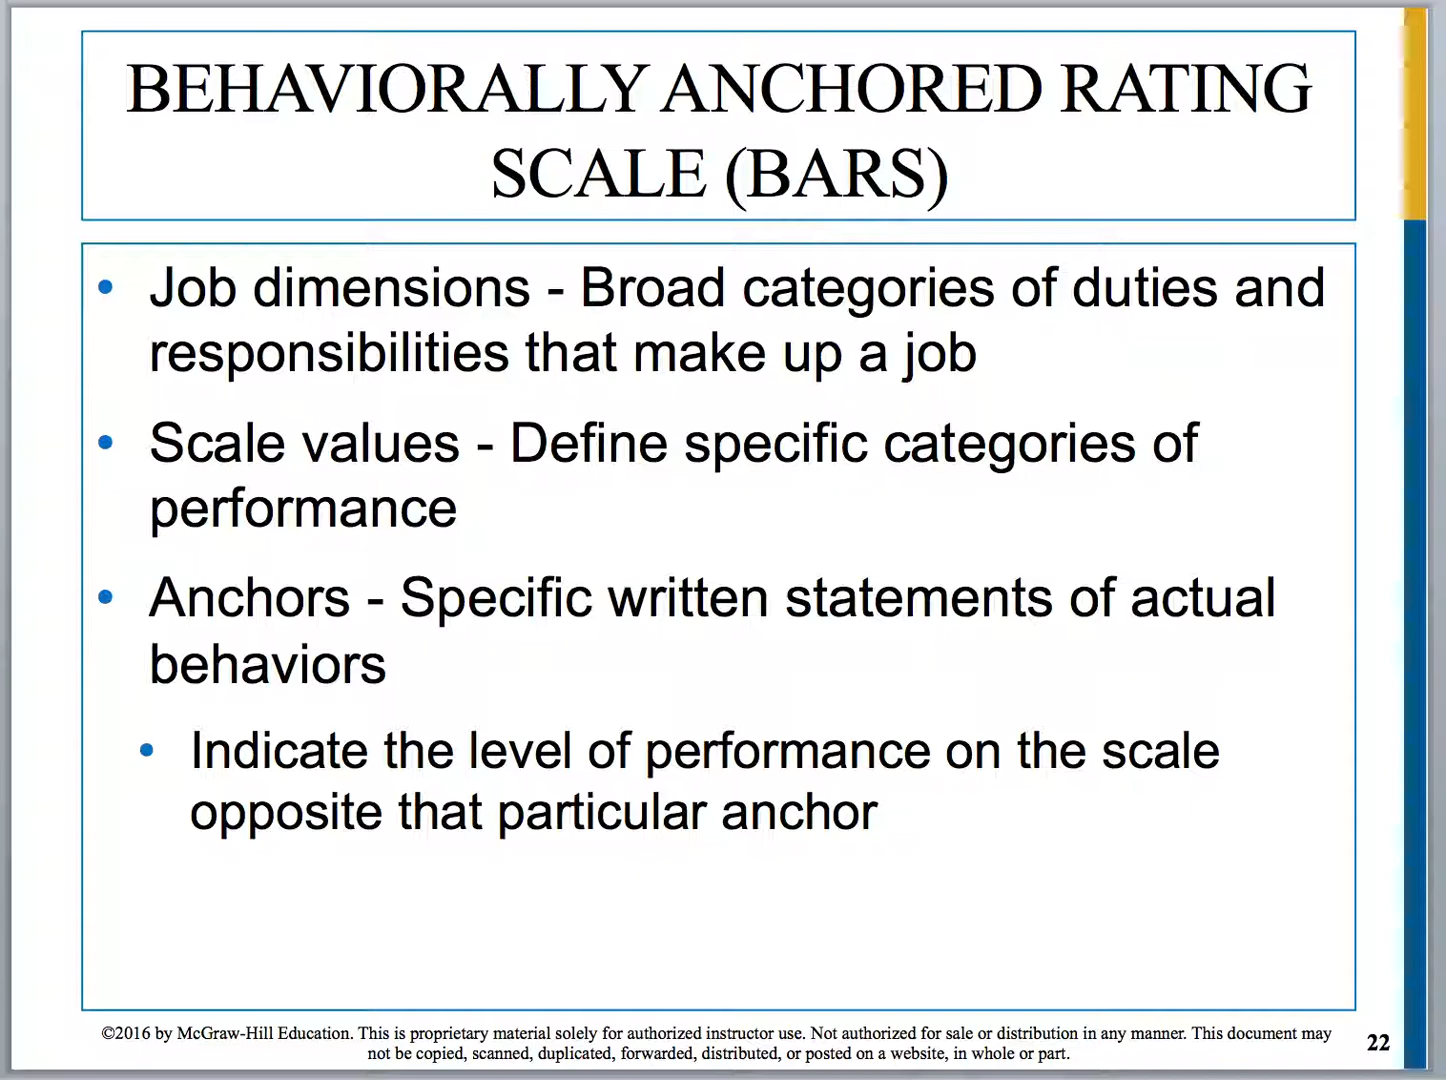 BEHAVIORALLY ANCHORED RATING
SCALE (BARS)
• Job dimensions - Broad categories of duties and
responsibilities that make up a job
• Scale values - Define specific categories of
performance
• Anchors - Specific written statements of actual
behaviors
• Indicate the level of performance on the scale
opposite that particular anchor
©2016 by McGraw-Hill Education. This is proprietary material solely for authorized instructor use. Not authorized for sale or distribution in any manner. This document may
not be copied, scanned, duplicated, forwarded, distributed, or posted on a website, in whole or part.
22